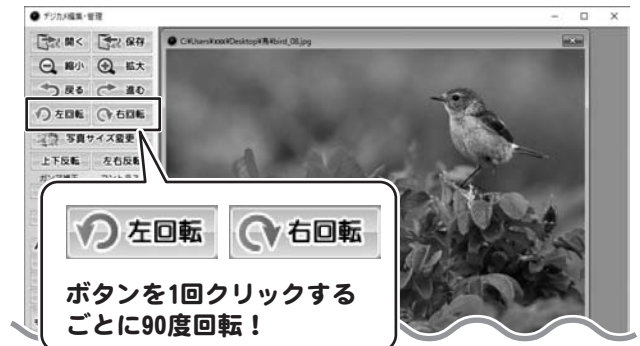 デジカメ編集・管理
開く 保存
C:¥Users¥xxx¥Desktop¥鳥¥bird_08.jpg
縮小 拡大
戻る 進む
左回転 右回転
写真サイズ変更
上下反転 左右反転
左回転 右回転
ボタンを1回クリックする
ごとに90度回転!